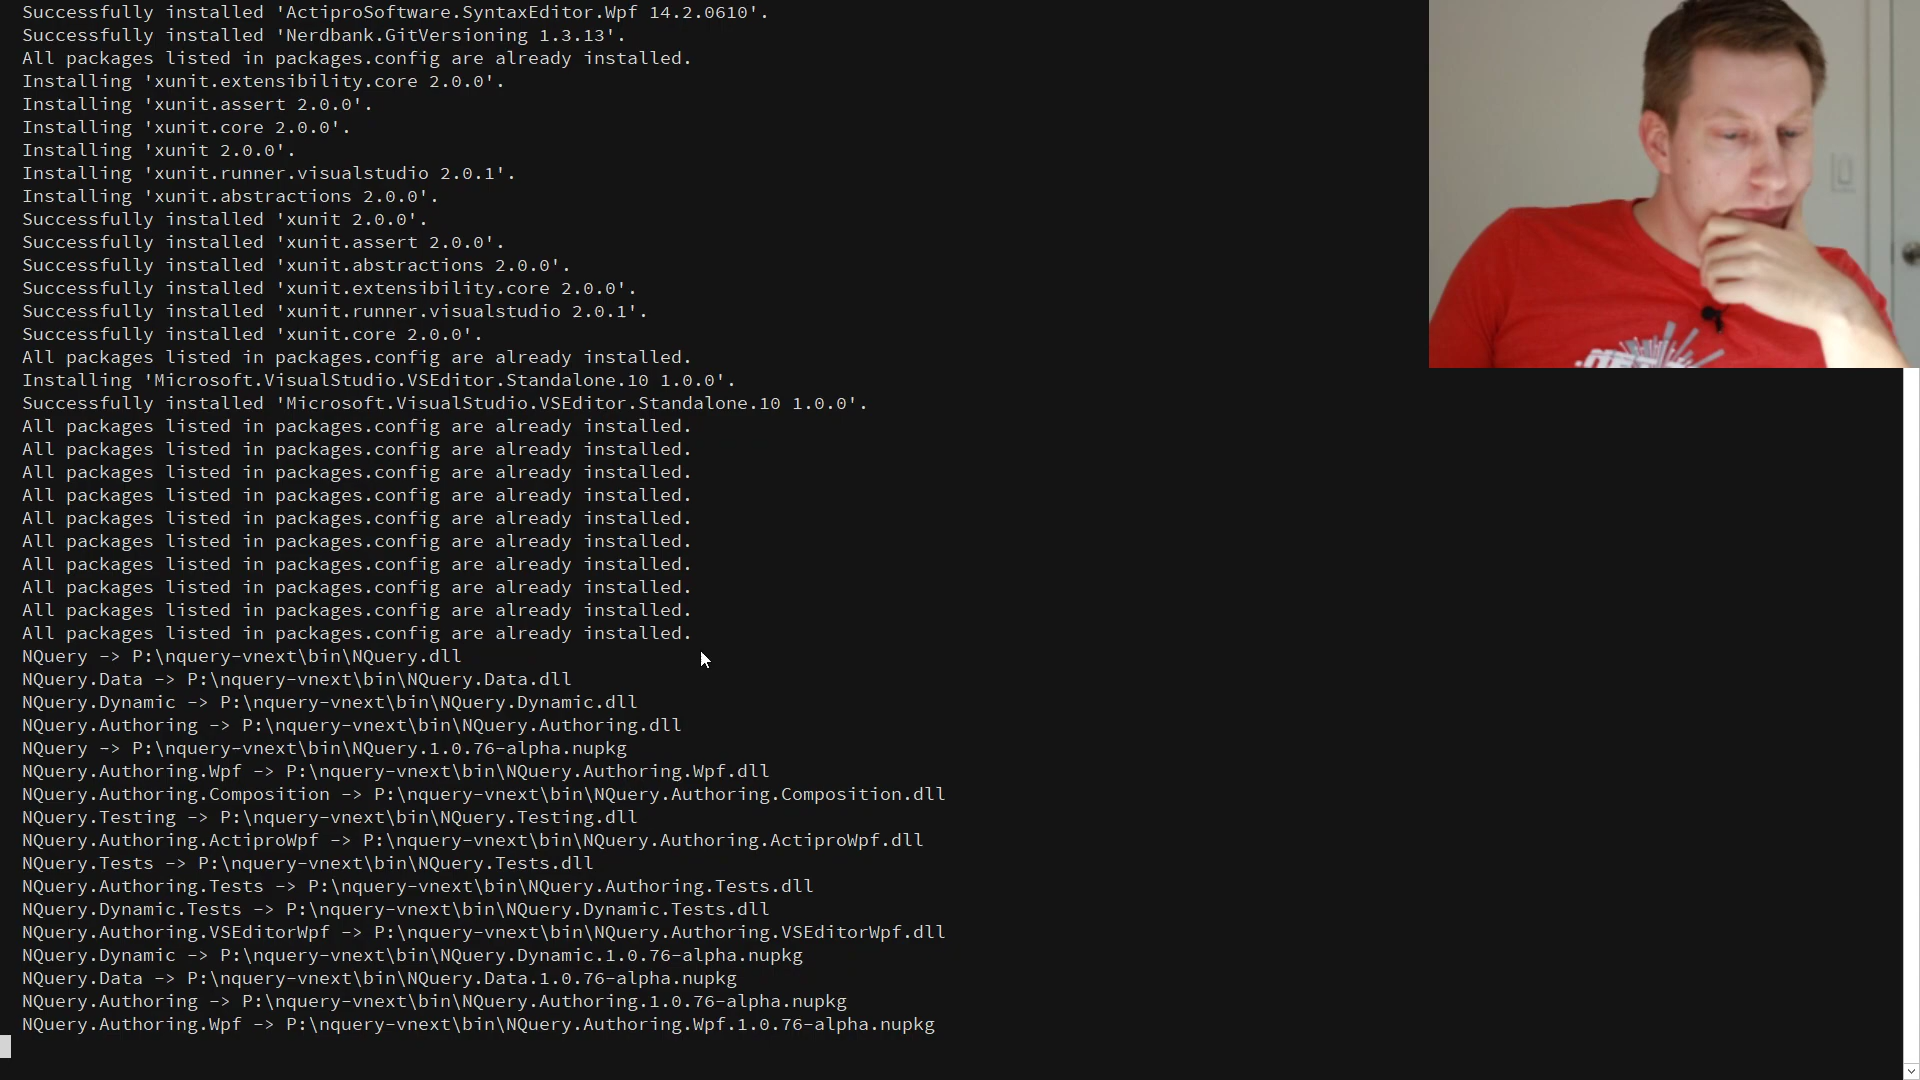 Successfully installed 'ActiproSoftware.SyntaxEditor.Wpf 14.2.0610'.
Successfully installed 'Nerdbank.GitVersioning 1.3.13'.
All packages listed in packages.config are already installed.
Installing 'xunit.extensibility.core 2.0.0'.
Installing 'xunit.assert 2.0.0'.
Installing 'xunit.core 2.0.0'.
Installing 'xunit 2.0.0'.
Installing 'xunit.runner.visualstudio 2.0.1'.
Installing 'xunit.abstractions 2.0.0'.
Successfully installed 'xunit 2.0.0'.
Successfully installed 'xunit.assert 2.0.0'.
Successfully installed 'xunit.abstractions 2.0.0'.
Successfully installed 'xunit.extensibility.core 2.0.0'.
Successfully installed 'xunit.runner.visualstudio 2.0.1'.
Successfully installed 'xunit.core 2.0.0'.
All packages listed in packages.config are already installed.
Installing 'Microsoft.VisualStudio.VSEditor.Standalone.10 1.0.0'.
Successfully installed 'Microsoft.VisualStudio.VSEditor.Standalone.10 1.0.0'.
All packages listed in packages.config are already installed.
All packages listed in packages.config are already installed.
All packages listed in packages.config are already installed.
All packages listed in packages.config are already installed.
All packages listed in packages.config are already installed.
All packages listed in packages.config are already installed.
All packages listed in packages.config are already installed.
All packages listed in packages.config are already installed.
All packages listed in packages.config are already installed.
All packages listed in packages.config are already installed.
NQuery -> P:\nquery-vnext\bin\NQuery.dll
NQuery.Data -> P:\nquery-vnext\bin\NQuery.Data.dll
NQuery.Dynamic -> P:\nquery-vnext\bin\NQuery.Dynamic.dll
NQuery.Authoring -> P:\nquery-vnext\bin\NQuery.Authoring.dll
NQuery -> P:\nquery-vnext\bin\NQuery.1.0.76-alpha.nupkg
NQuery.Authoring.Wpf -> P:\nquery-vnext\bin\NQuery.Authoring.Wpf.dll
NQuery.Authoring.Composition -> P:\nquery-vnext\bin\NQuery.Authoring.Composition.dll
NQuery.Testing -> P:\nquery-vnext\bin\NQuery.Testing.dll
NQuery.Authoring.ActiproWpf -> P:\nquery-vnext\bin\NQuery.Authoring.ActiproWpf.dll
NQuery.Tests -> P:\nquery-vnext\bin\NQuery.Tests.dll
NQuery.Authoring.Tests -> P:\nquery-vnext\bin\NQuery.Authoring.Tests.dll
NQuery.Dynamic.Tests -> P:\nquery-vnext\bin\NQuery.Dynamic.Tests.dll
NQuery.Authoring.VSEditorWpf -> P:\nquery-vnext\bin\NQuery.Authoring.VSEditorWpf.dll
NQuery.Dynamic -> P:\nquery-vnext\bin\NQuery.Dynamic.1.0.76-alpha.nupkg
NQuery.Data -> P:\nquery-vnext\bin\NQuery.Data.1.0.76-alpha.nupkg
NQuery.Authoring -> P:\nquery-vnext\bin\NQuery.Authoring.1.0.76-alpha.nupkg
NQuery.Authoring.Wpf -> P:\nquery-vnext\bin\NQuery.Authoring.Wpf.1.0.76-alpha.nupkg